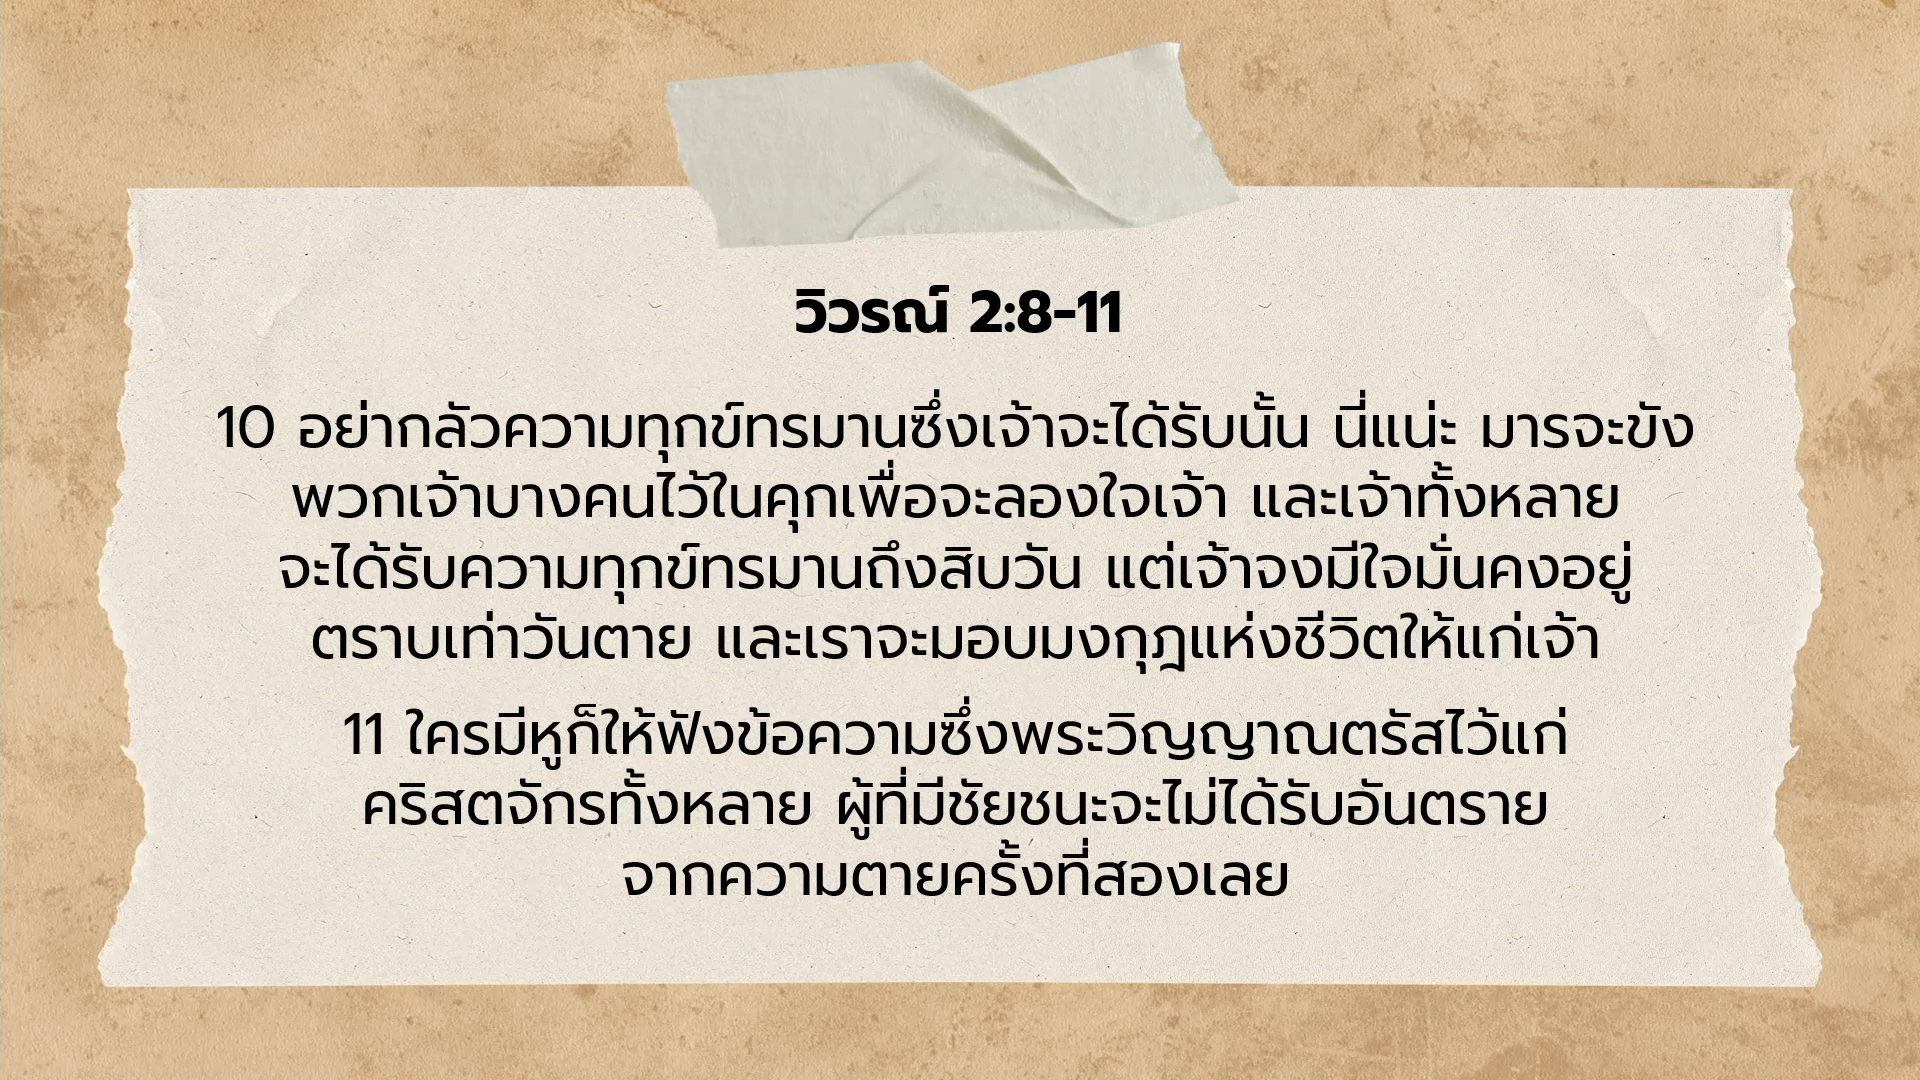 วิวรณ์ 2:8-11
10 อย่ากลัวความทุกข์ทรมานซึ่งเจ้าจะได้รับนั้น นี่แน่ะ มารจะขัง
พวกเจ้าบางคนไว้ในคุกเพื่อจะลองใจเจ้า และเจ้าทั้งหลาย
จะได้รับความทุกข์ทรมานถึงสิบวัน แต่เจ้าจงมีใจมั่นคงอยู่
ตราบเท่าวันตาย และเราจะมอบมงกุฎแห่งชีวิตให้แก่เจ้า
11 ใครมีหูก็ให้ฟังข้อความซึ่งพระวิญญาณตรัสไว้แก่
คริสตจักรทั้งหลาย ผู้ที่มีชัยชนะจะไม่ได้รับอันตราย
จากความตายครั้งที่สองเลย